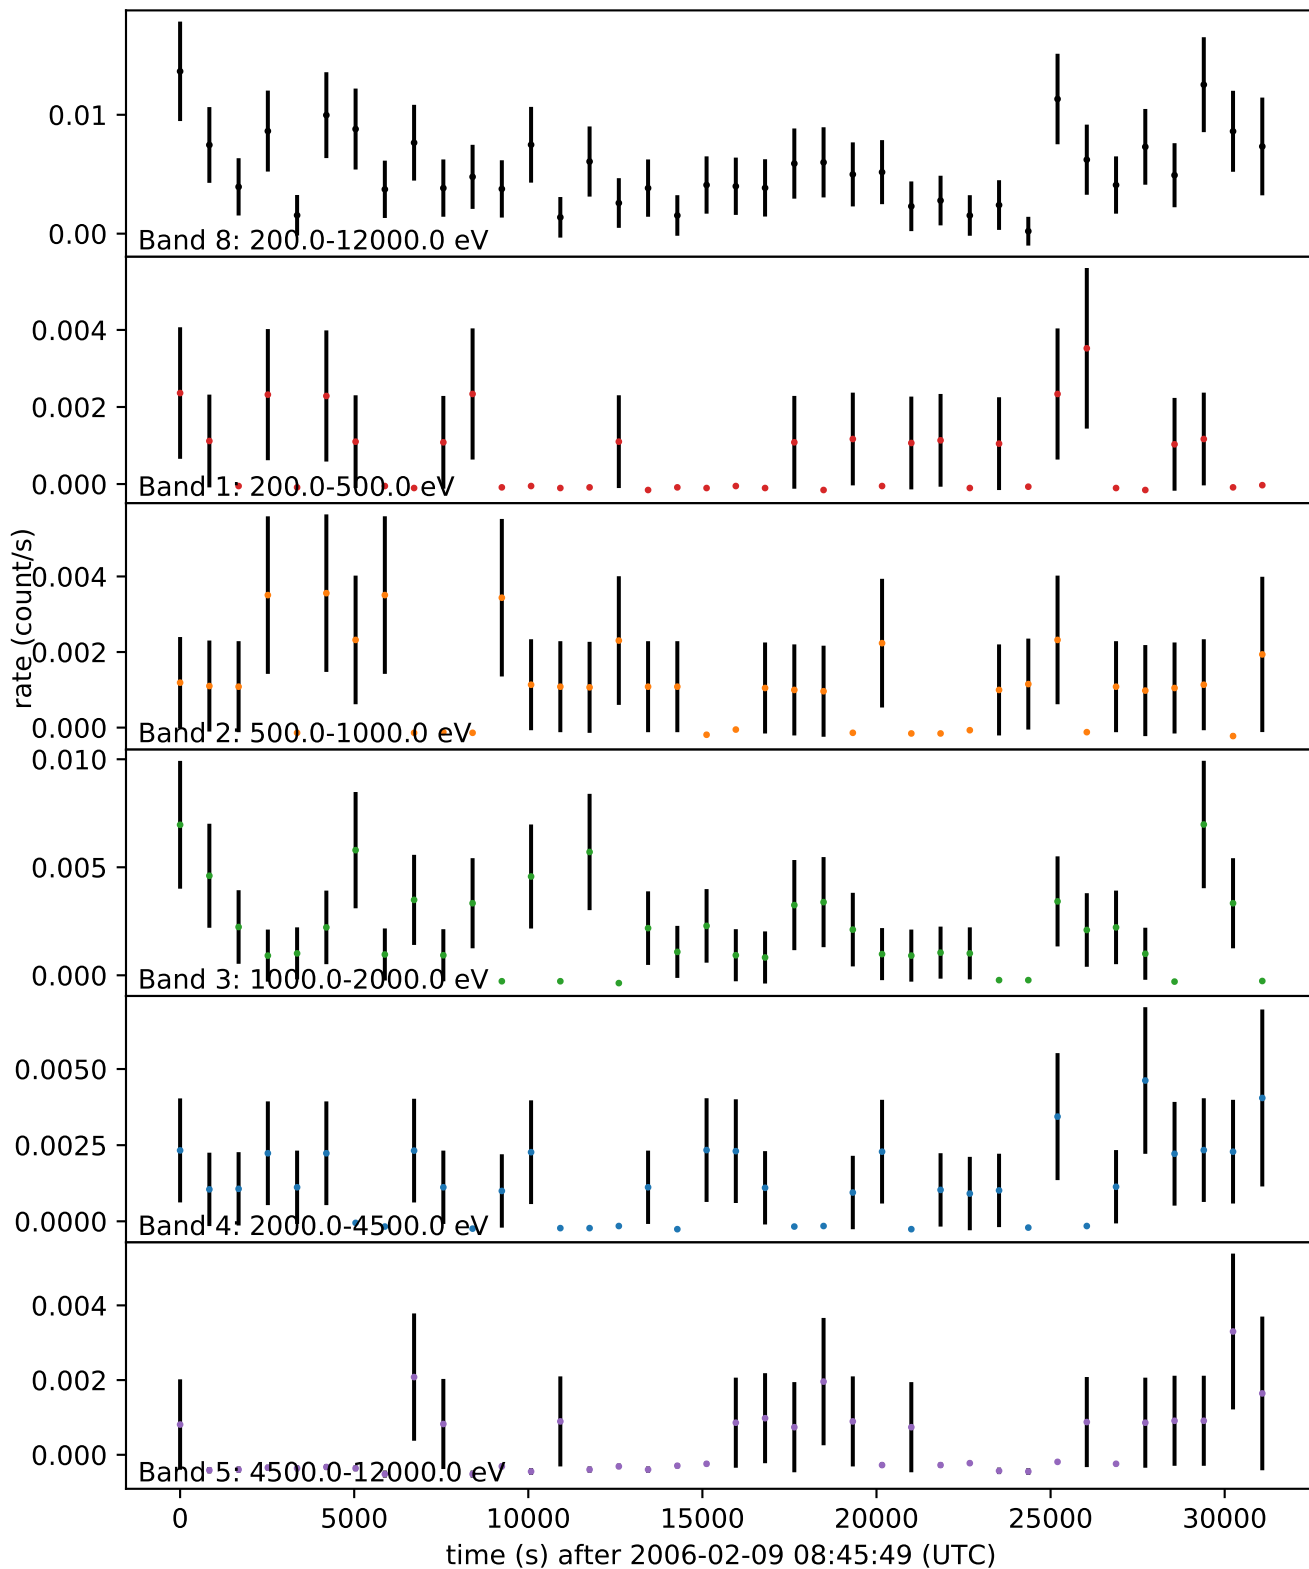 0.01
0.00
Band 8: 200.0-12000.0 eV
0.004
0.002
0.000
Band 1: 200.0-500.0 eV
rate (count/s)
0.004
0.002
0.000
Band 2: 500.0-1000.0 eV
0.010
0.005
0.000
Band 3: 1000.0-2000.0 eV
0.0050
0.0025
0.0000
Band 4: 2000.0-4500.0 eV
0.004
0.002
0.000
Band 5: 4500.0-12000.0 eV
0 5000 10000 15000 20000 25000 30000
time (s) after 2006-02-09 08:45:49 (UTC)